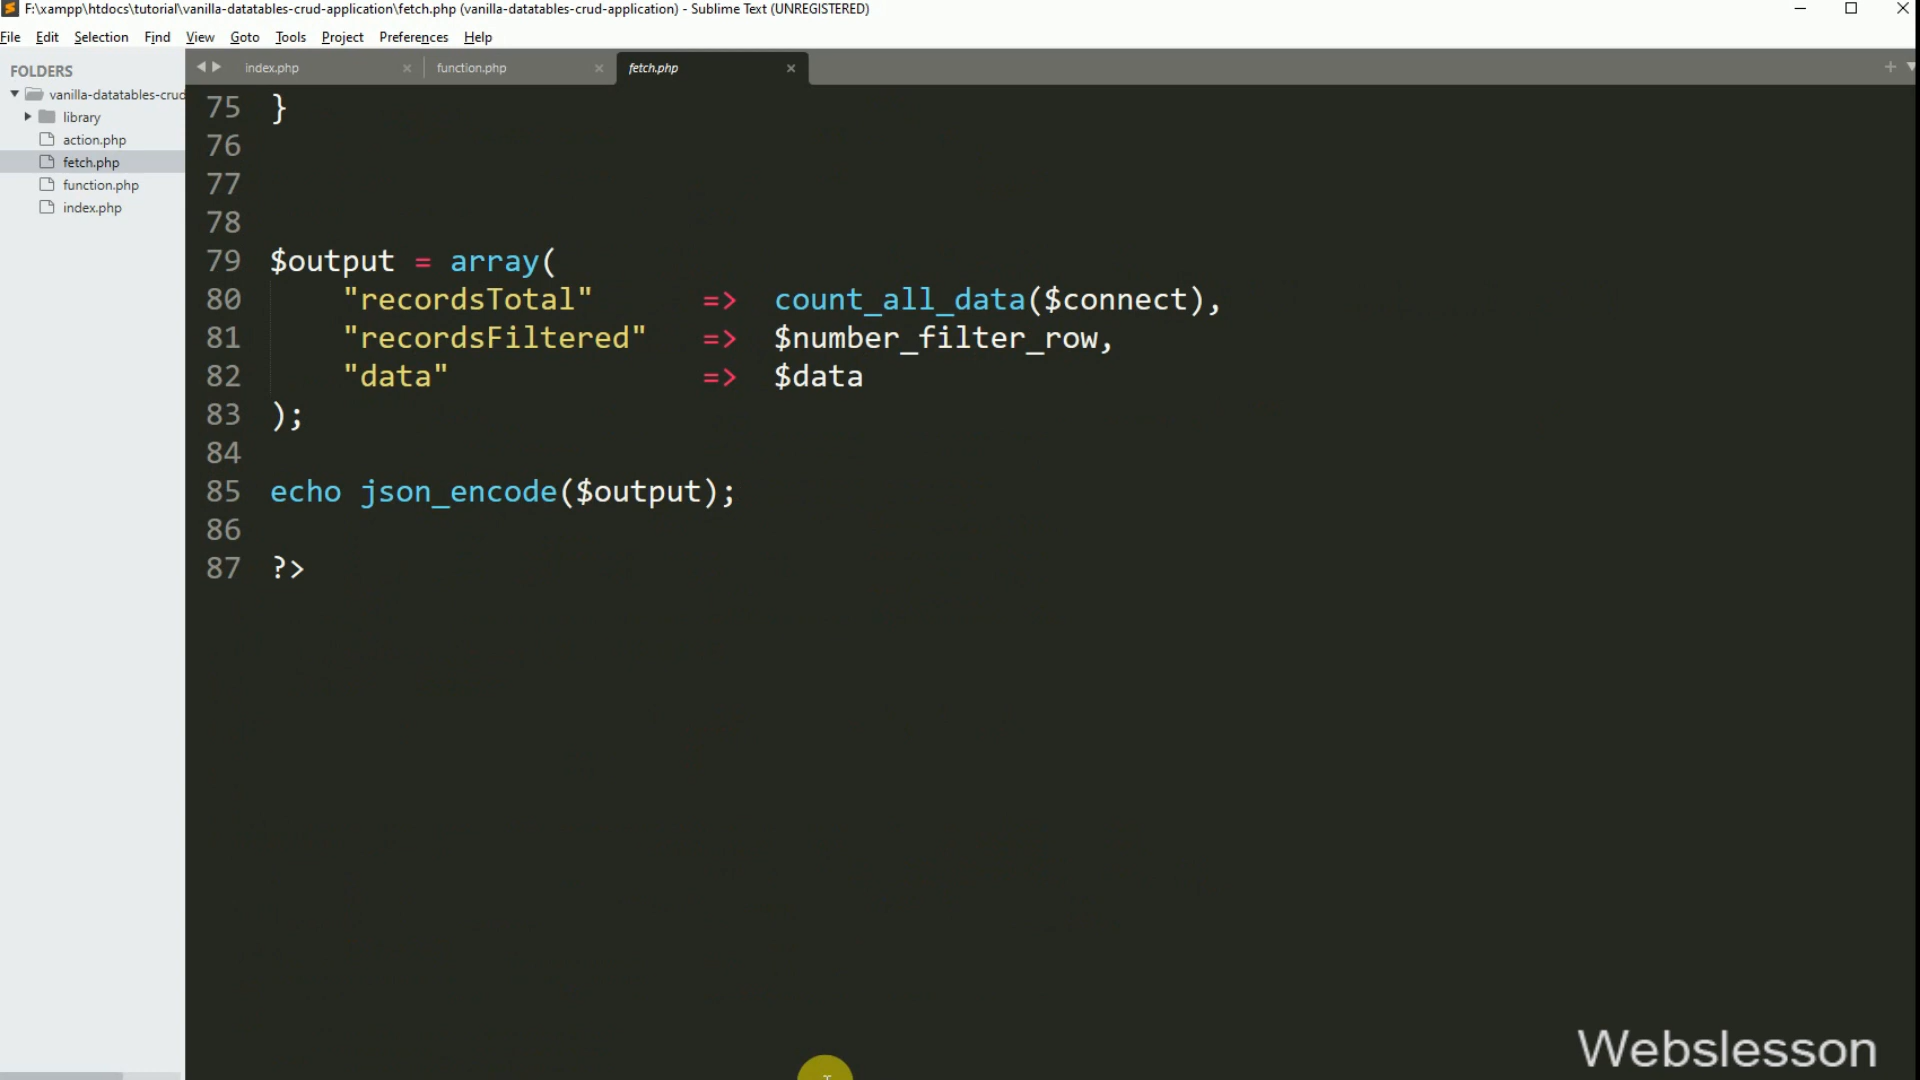 F:\xampp\htdocs\tutorial\vanilla-datatables-crud-application\fetch.php (vanilla-datatables-crud-application) - Sublime Text (UNREGISTERED)
File Edit Selection Find View Goto Tools Project Preferences Help
FOLDERS
vanilla-datatables-crud
library
action.php
fetch.php
function.php
index.php
index.php function.php fetch.php
75 }
76
77
78
79 $output = array(
80 "recordsTotal" => count_all_data($connect),
81 "recordsFiltered" => $number_filter_row,
82 "data" => $data
83 );
84
85 echo json_encode($output);
86
87 ?>
Webslesson